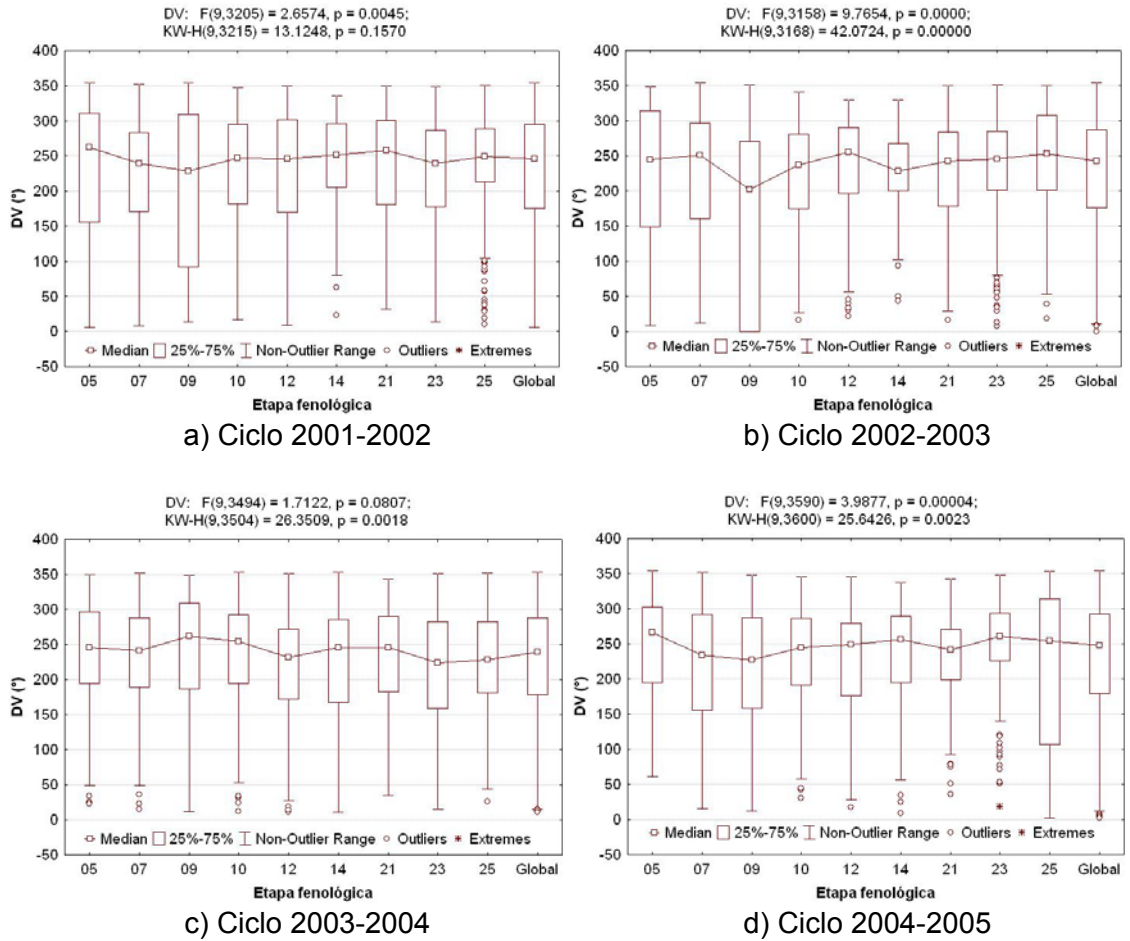 DV: F(9,3205) = 2.6574, p = 0.0045;
KW-H(9,3215) = 13.1248, p = 0.1570
400
350
300
250
200
150
100
50
0
-50
DV (°)
Median 25%-75% Non-Outlier Range Outliers Extremes
05 07 09 10 12 14 21 23 25 Global
Etapa fenológica
a) Ciclo 2001-2002
DV: F(9,3158) = 9.7654, p = 0.0000;
KW-H(9,3168) = 42.0724, p = 0.00000
400
350
300
250
200
150
100
50
0
-50
DV (°)
Median 25%-75% Non-Outlier Range Outliers Extremes
05 07 09 10 12 14 21 23 25 Global
Etapa fenológica
b) Ciclo 2002-2003
DV: F(9,3494) = 1.7122, p = 0.0807;
KW-H(9,3504) = 26.3509, p = 0.0018
400
350
300
250
200
150
100
50
0
-50
DV (°)
Median 25%-75% Non-Outlier Range Outliers Extremes
05 07 09 10 12 14 21 23 25 Global
Etapa fenológica
c) Ciclo 2003-2004
DV: F(9,3590) = 3.9877, p = 0.00004;
KW-H(9,3600) = 25.6426, p = 0.0023
400
350
300
250
200
150
100
50
0
-50
DV (°)
Median 25%-75% Non-Outlier Range Outliers Extremes
05 07 09 10 12 14 21 23 25 Global
Etapa fenológica
d) Ciclo 2004-2005